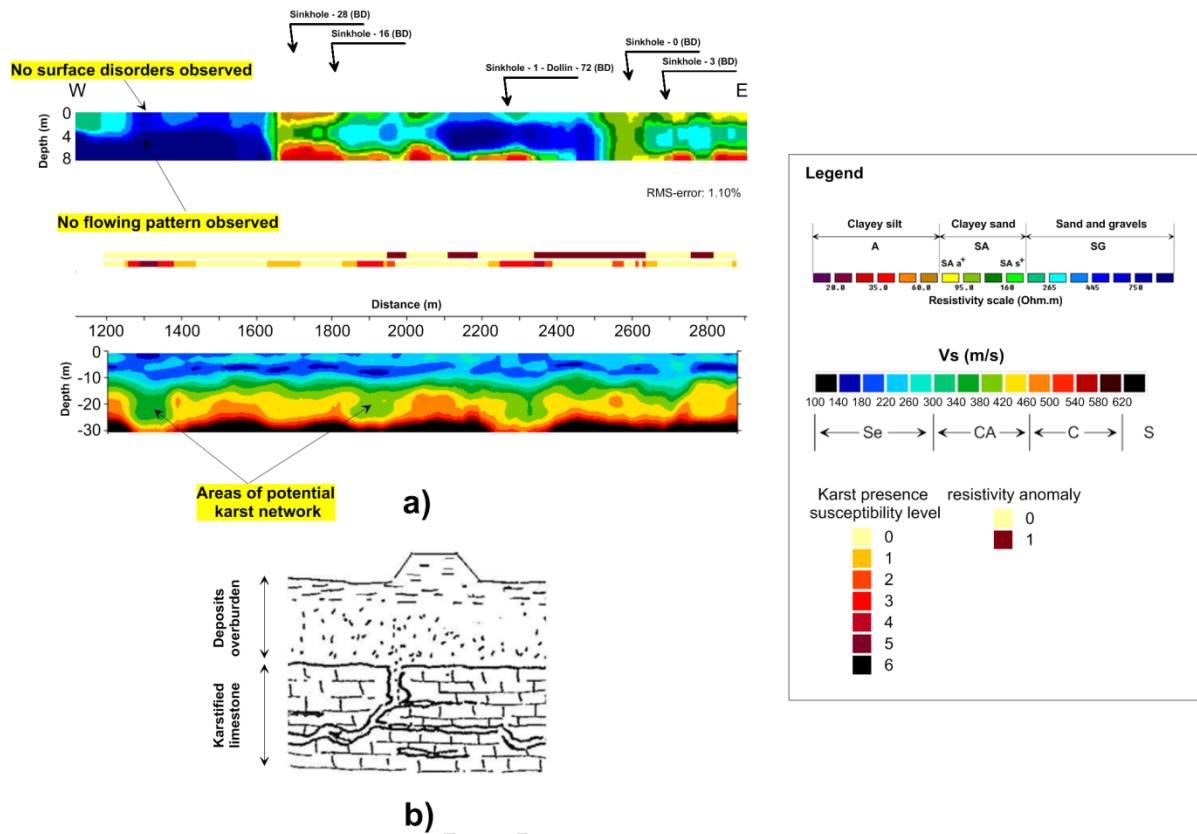 Sinkhole - 28 (BD)
Sinkhole - 16 (BD)
Sinkhole - 1 - Dollin - 72 (BD)
Sinkhole - 0 (BD)
Sinkhole - 3 (BD)
No surface disorders observed
W
E
Depth (m)
0
4
8
RMS-error: 1.10%
No flowing pattern observed
Distance (m)
1200 1400 1600 1800 2000 2200 2400 2600 2800
Depth (m)
0
-10
-20
-30
Areas of potential
karst network
a)
Deposits
overburden
Karstified
limestone
b)
Legend
Clayey silt Clayey sand Sand and gravels
A SA SG
SA a+ SA s+
20.0 35.0 60.0 95.0 160 265 445 750
Resistivity scale (Ohm.m)
Vs (m/s)
100 140 180 220 260 300 340 380 420 460 500 540 580 620
Se CA C S
Karst presence
susceptibility level
0
1
2
3
4
5
6
resistivity anomaly
0
1